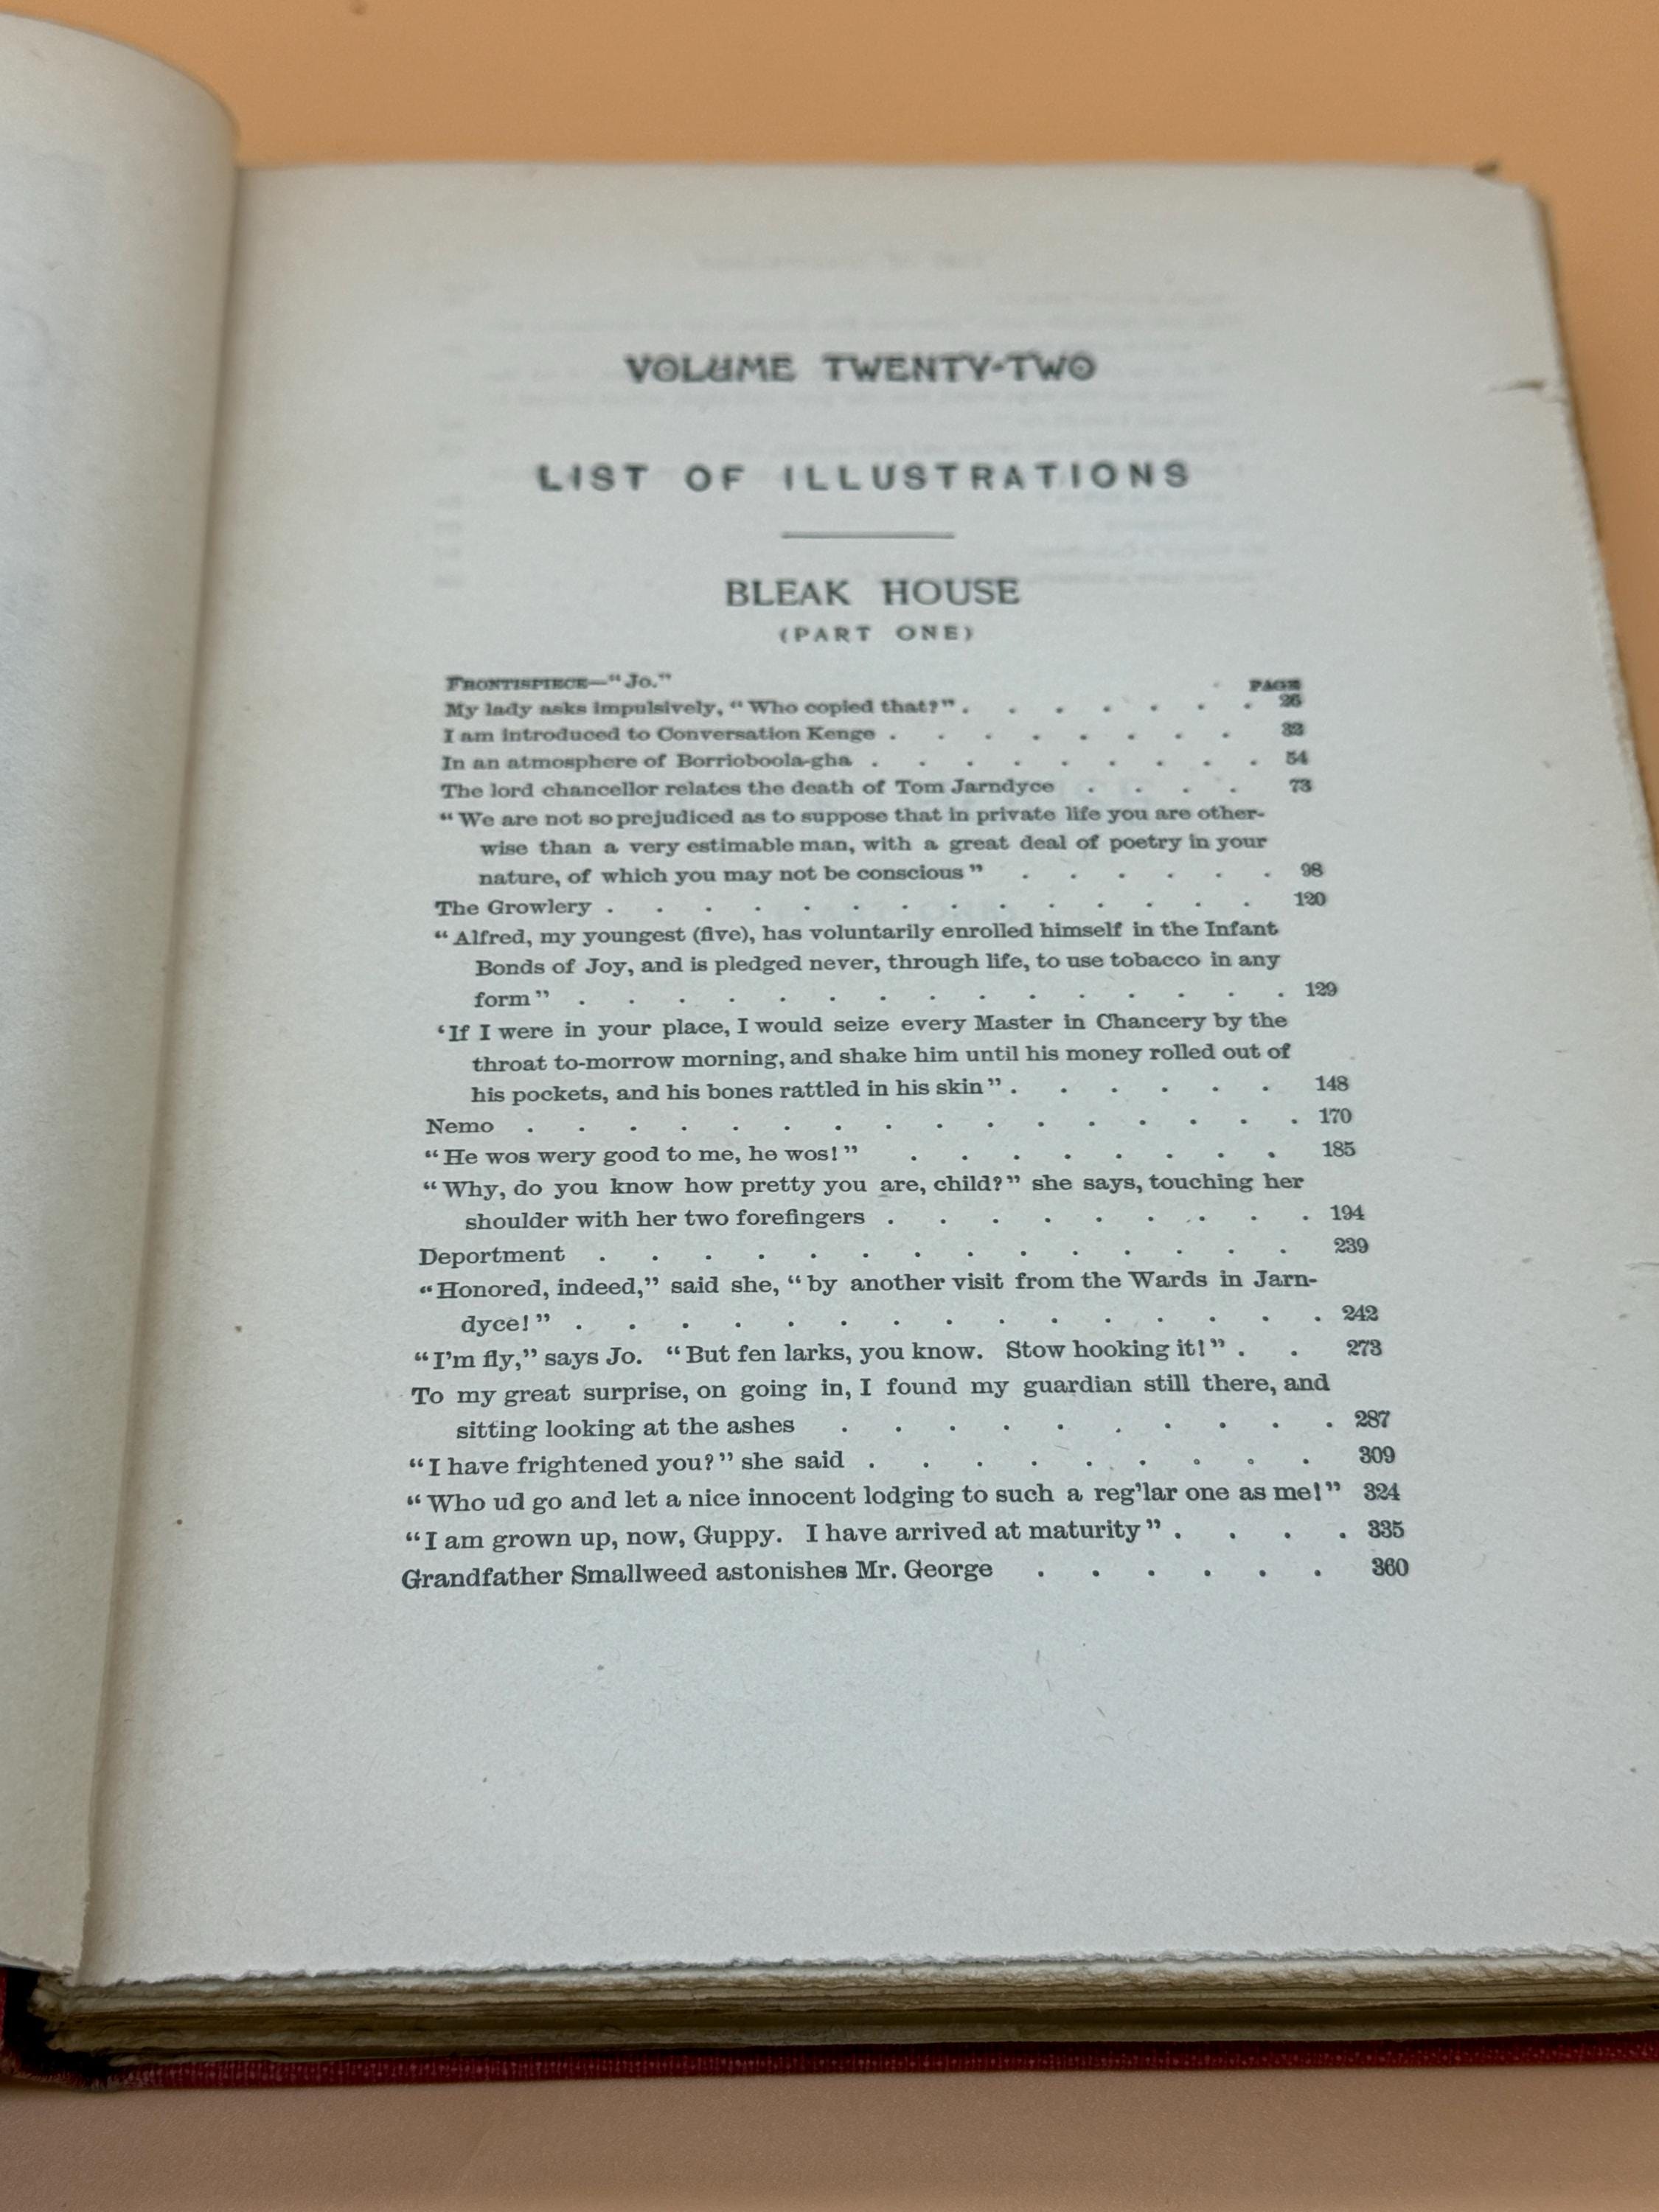 VOLUME TWENTY-TWO
LIST OF ILLUSTRATIONS
BLEAK HOUSE
(PART ONE)
FRONTISPIECE—"Jo."
PAGE
My lady asks impulsively, "Who copied that?" . . . . . . . 26
I am introduced to Conversation Kenge . . . . . . . .
In an atmosphere of Borrioboola-gha . . . . . . . . . 54
The lord chancellor relates the death of Tom Jarndyce . . . . 73
"We are not so prejudiced as to suppose that in private life you are other-
wise than a very estimable man, with a great deal of poetry in your
nature, of which you may not be conscious" . . . . . . 98
The Growlery . . . . . . . . . . . . . . 120
"Alfred, my youngest (five), has voluntarily enrolled himself in the Infant
Bonds of Joy, and is pledged never, through life, to use tobacco in any
form" . . . . . . . . . . . . . . . 129
'If I were in your place, I would seize every Master in Chancery by the
throat to-morrow morning, and shake him until his money rolled out of
his pockets, and his bones rattled in his skin" . . . . . . 148
Nemo . . . . . . . . . . . . . . . . 170
"He wos wery good to me, he wos!" . . . . . . . . 185
"Why, do you know how pretty you are, child?" she says, touching her
shoulder with her two forefingers . . . . . . . . . 194
Deportment . . . . . . . . . . . . . . 239
"Honored, indeed," said she, "by another visit from the Wards in Jarn-
dyce!" . . . . . . . . . . . . . . . 242
"I'm fly," says Jo. "But fen larks, you know. Stow hooking it!" . . 273
To my great surprise, on going in, I found my guardian still there, and
sitting looking at the ashes . . . . . . . . . . 287
"I have frightened you?" she said . . . . . . . . . 309
"Who ud go and let a nice innocent lodging to such a reg'lar one as me!" 324
"I am grown up, now, Guppy. I have arrived at maturity" . . . . 335
Grandfather Smallweed astonishes Mr. George . . . . . . 360